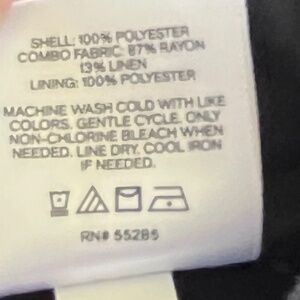 SHELL: 100% POLYESTER
COMBO FABRIC: 87% RAYON
13% LINEN
LINING: 100% POLYESTER
MACHINE WASH COLD WITH LIKE
COLORS. GENTLE CYCLE. ONLY
NON-CHLORINE BLEACH WHEN
NEEDED. LINE DRY. COOL IRON
IF NEEDED.
RN# 55285